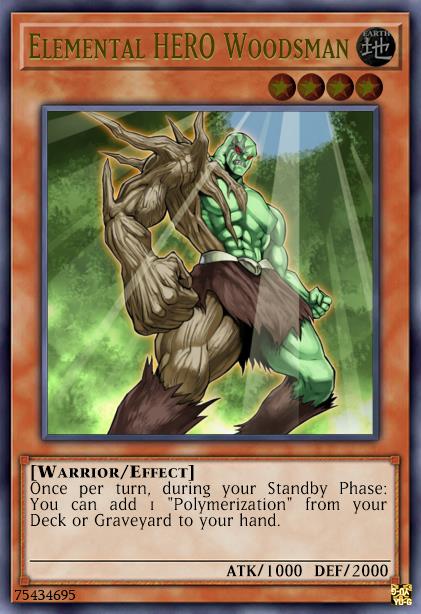 ELEMENTAL HERO WOODSMAN
EARTH
地
[WARRIOR/EFFECT]
Once per turn, during your Standby Phase:
You can add 1 "Polymerization" from your
Deck or Graveyard to your hand.
ATK/1000 DEF/2000
75434695